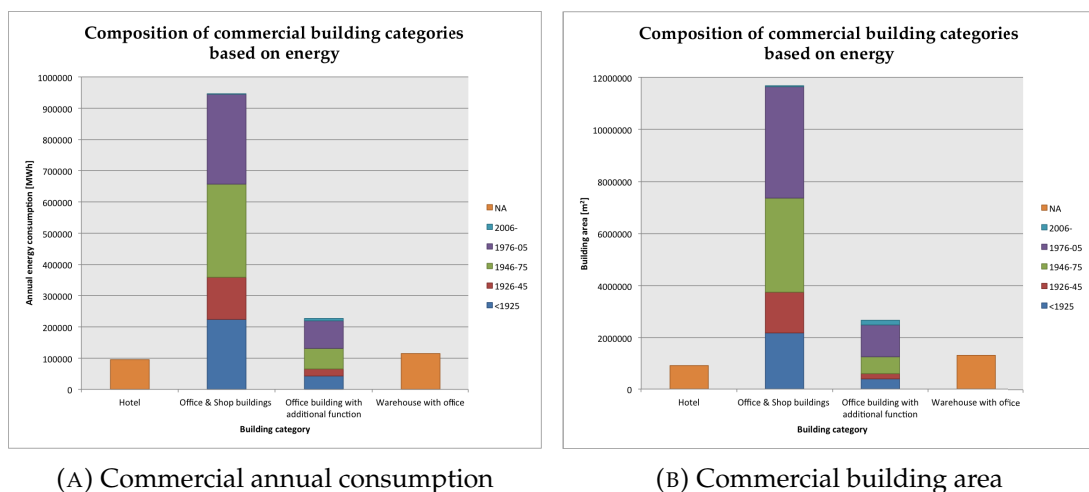 Composition of commercial building categories
based on energy
Annual energy consumption [MWh]
1000000
900000
800000
700000
600000
500000
400000
300000
200000
100000
0
Hotel
Office & Shop buildings
Office building with
additional function
Warehouse with office
Building category
NA
2006-
1976-05
1946-75
1926-45
<1925
(A) Commercial annual consumption
Composition of commercial building categories
based on energy
Building area [m²]
12000000
10000000
8000000
6000000
4000000
2000000
0
Hotel
Office & Shop buildings
Office building with
additional function
Warehouse with office
Building category
NA
2006-
1976-05
1946-75
1926-45
<1925
(B) Commercial building area